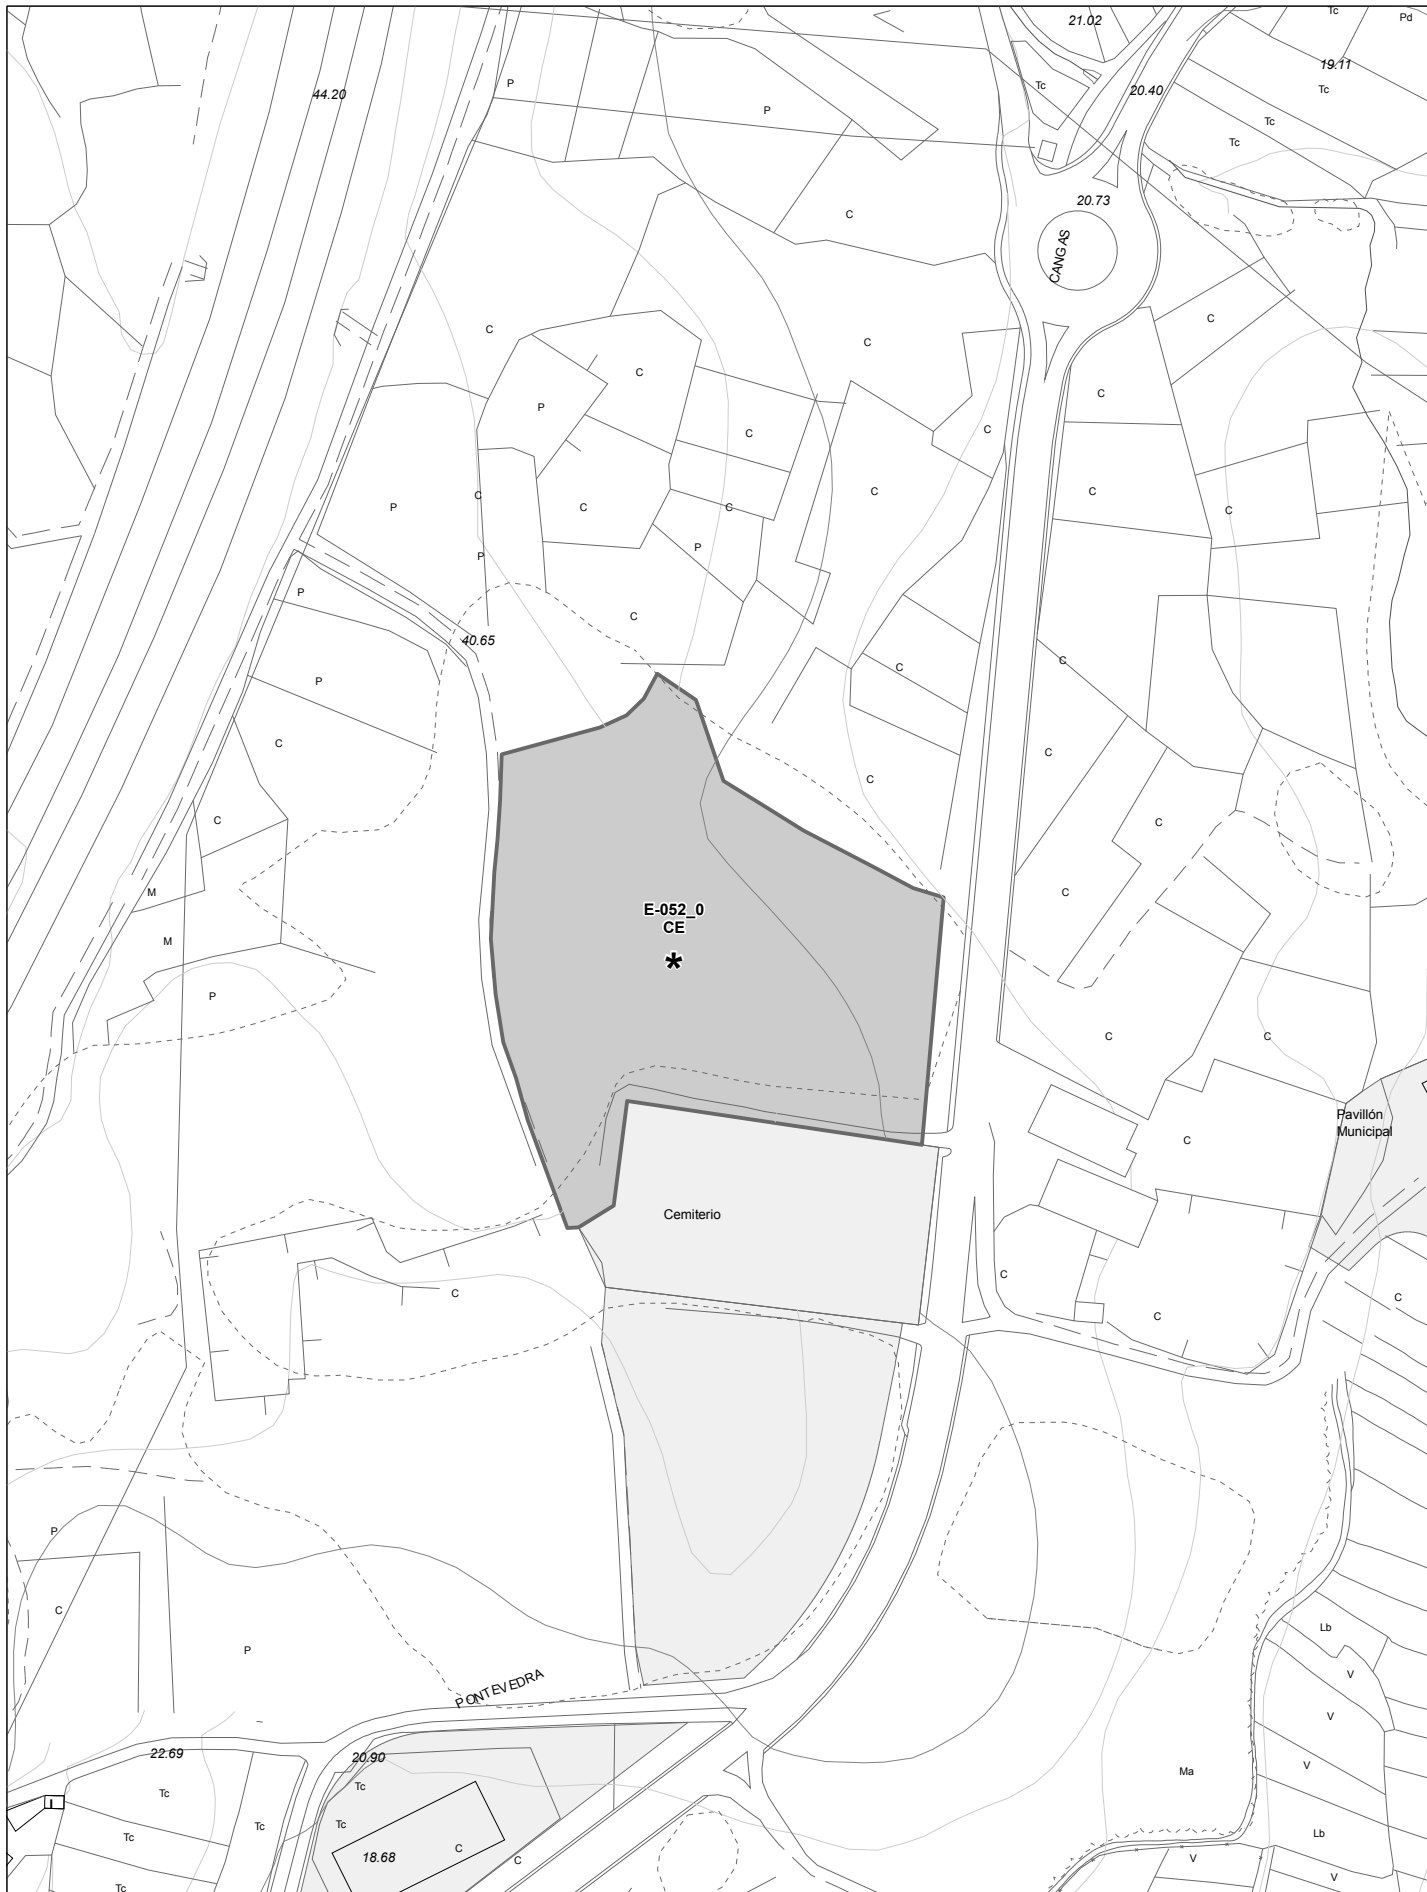 21.02
Tc
Pd
19.11
44.20
P
Tc
20.40
Tc
P
Tc
Tc
20.73
C
CANGAS
C
C
C
C
P
C
C
C
C
C
P
C
C
C
C
C
C
P
P
P
C
40.65
C
C
P
C
C
C
C
C
M
C
E-052_0
CE
*
M
P
C
C
Pavillón
Municipal
C
Cemiterio
C
C
C
C
P
C
P
Lb
V
PONTEVEDRA
V
22.69
20.90
V
Ma
Tc
Tc
Tc
Tc
Tc
Lb
18.68
C
C
V
V
Tc